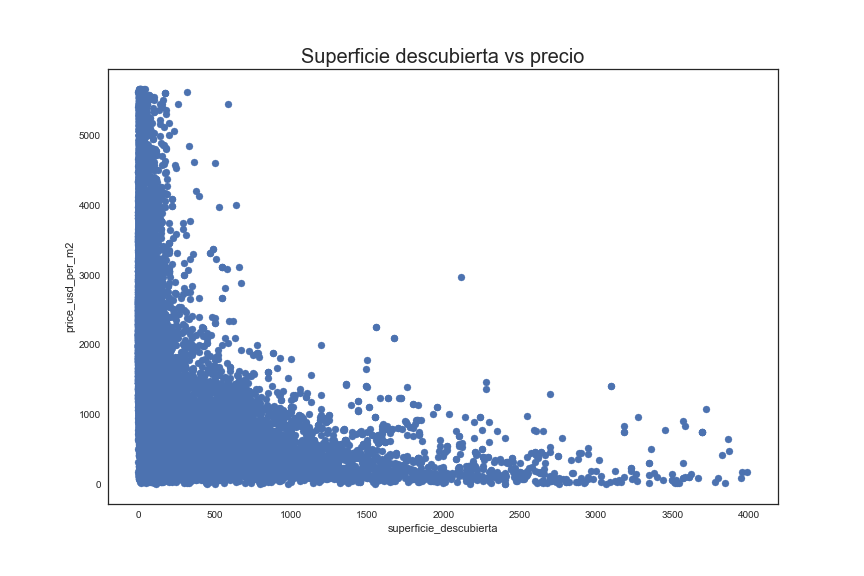 Superficie descubierta vs precio
price_usd_per_m2
5000
4000
3000
2000
1000
0
0 500 1000 1500 2000 2500 3000 3500 4000
superficie_descubierta